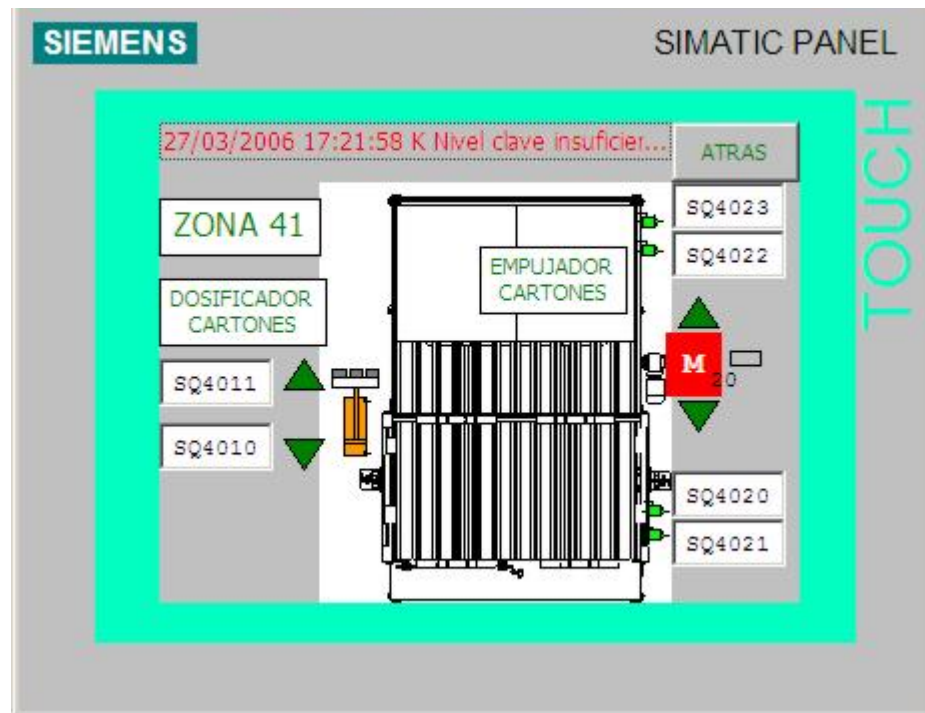 SIEMENS
SIMATIC PANEL
TOUCH
27/03/2006 17:21:58 K Nivel clave insuficier...
ATRAS
ZONA 41
SQ4023
SQ4022
EMPUJADOR
CARTONES
DOSIFICADOR
CARTONES
M
20
SQ4011
SQ4010
SQ4020
SQ4021